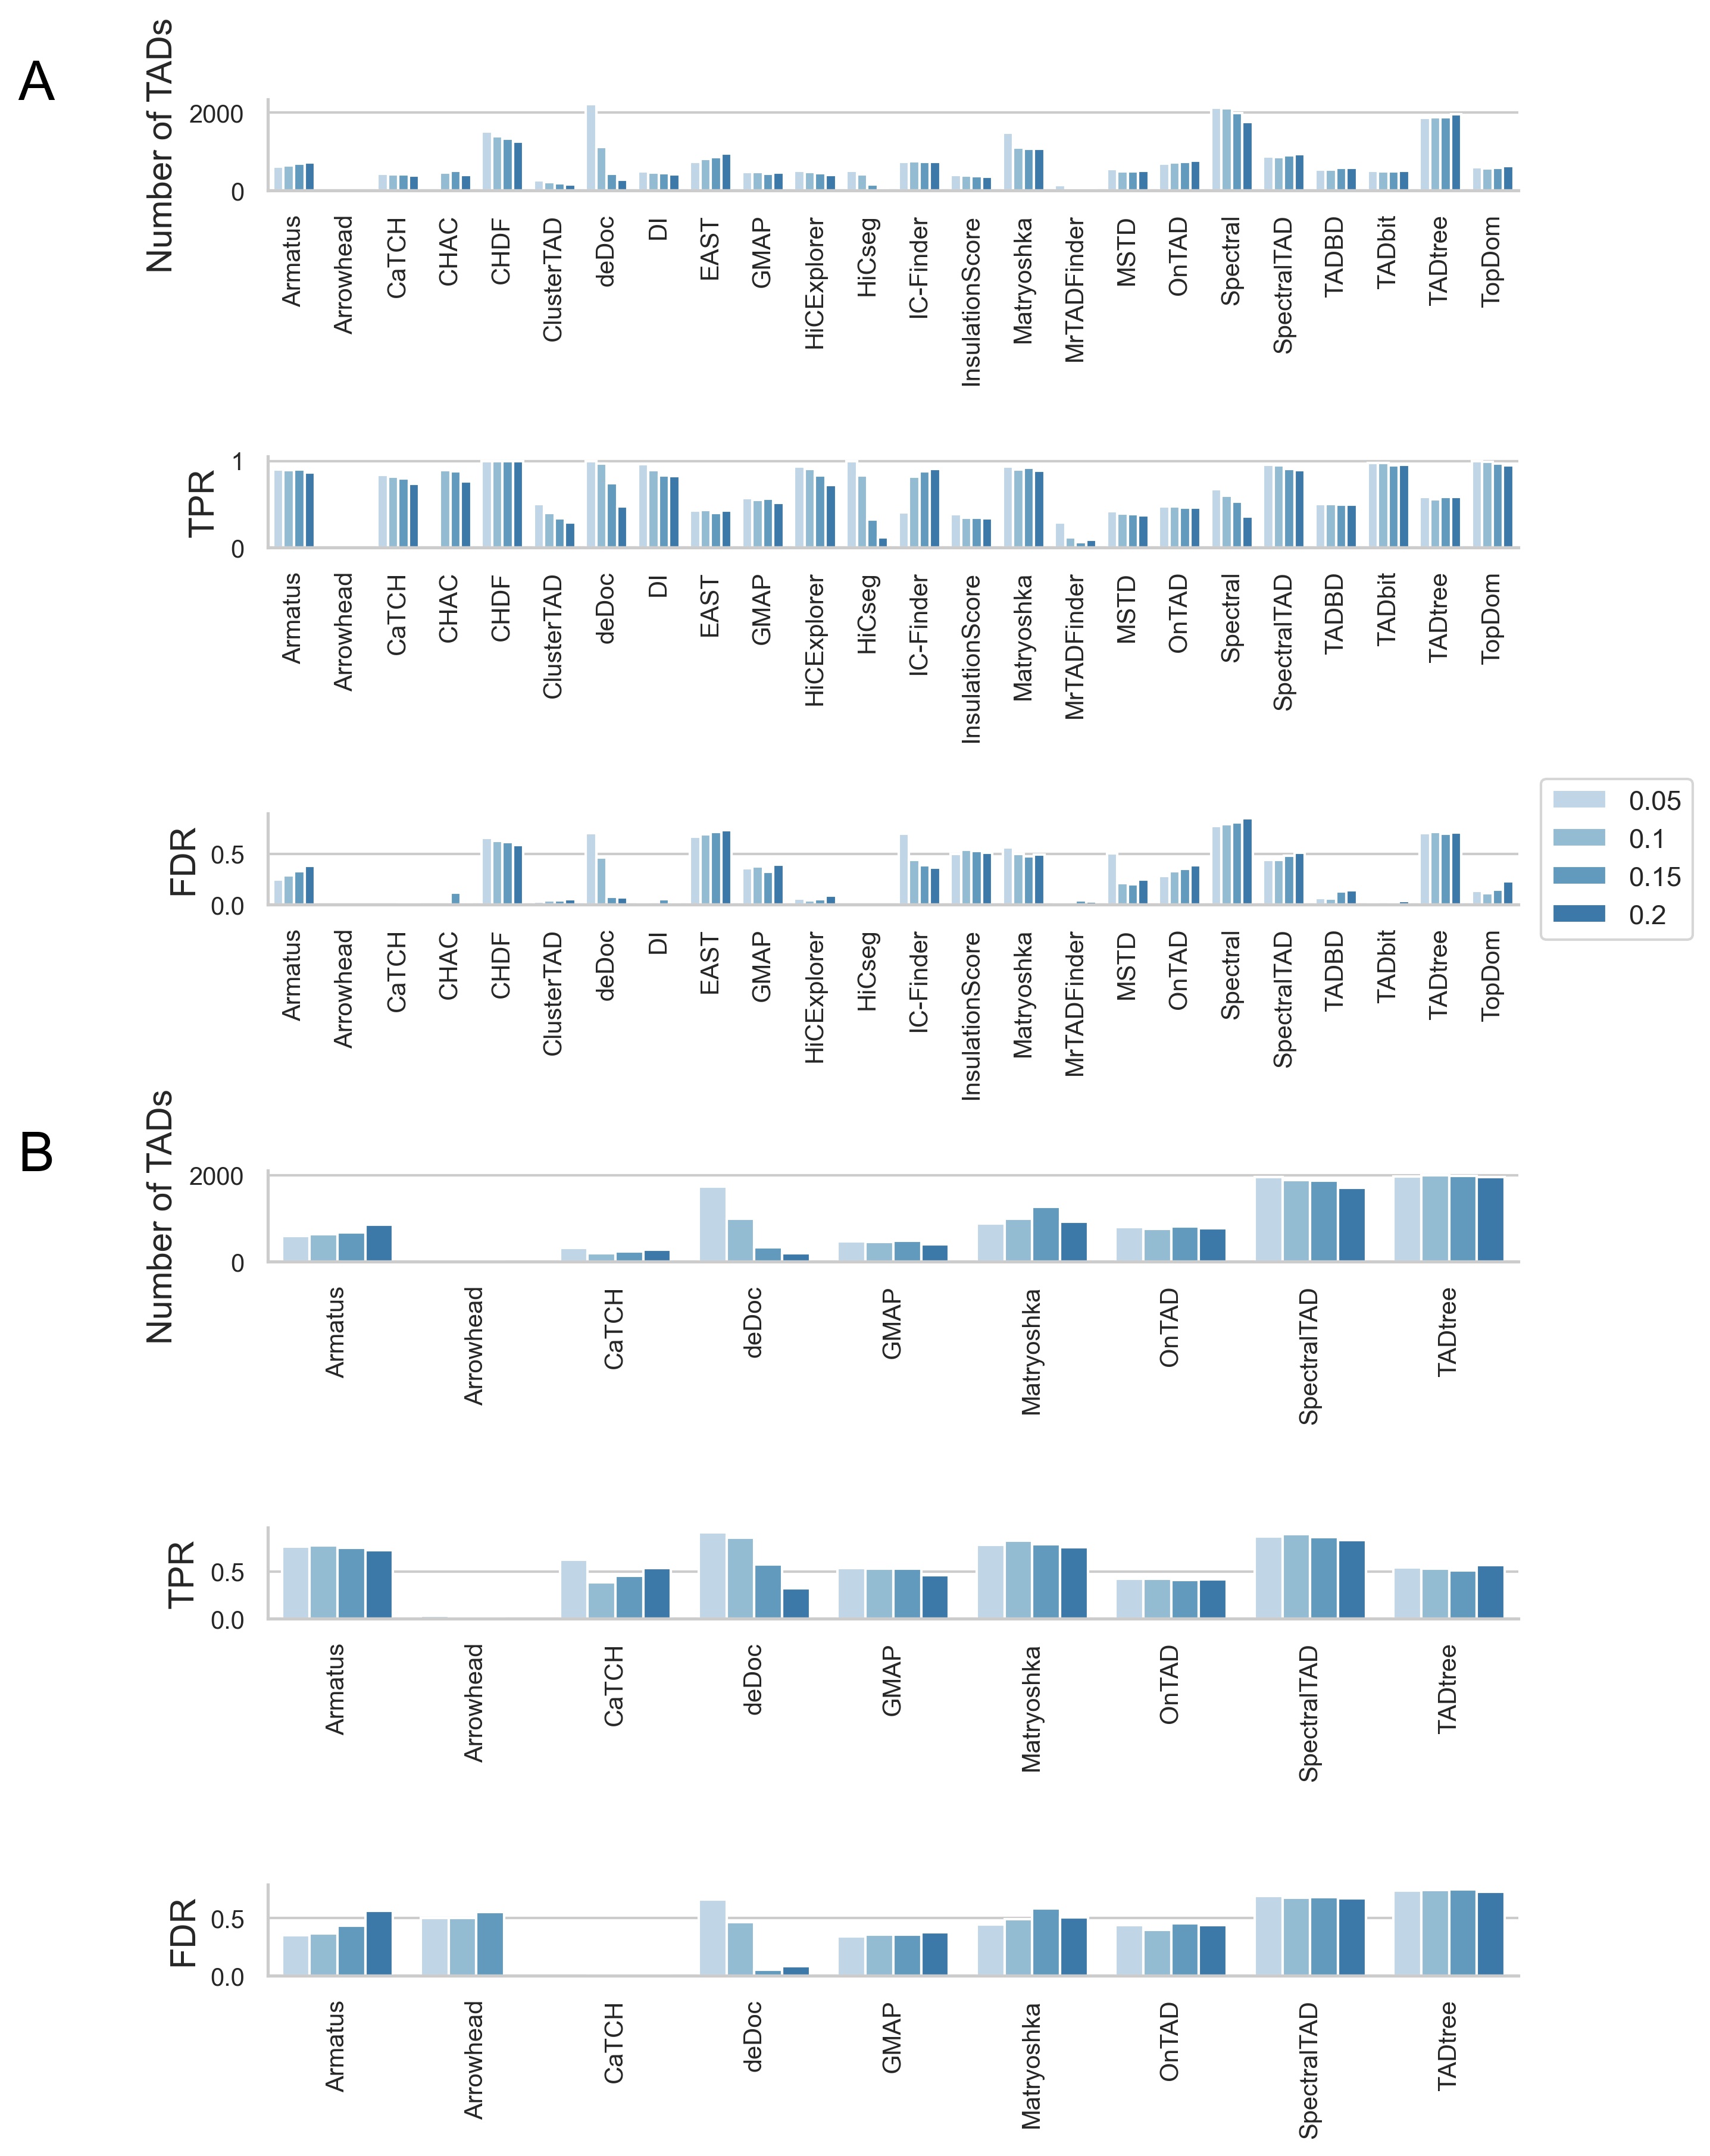 A
Number of TADs
2000
0
Armatus
Arrowhead
CaTCH
CHAC
CHDF
ClusterTAD
deDoc
DI
EAST
GMAP
HiCExplorer
HiCseg
IC-Finder
InsulationScore
Matryoshka
MrTADFinder
MSTD
OnTAD
Spectral
SpectralTAD
TADBD
TADbit
TADtree
TopDom
TPR
1
0
Armatus
Arrowhead
CaTCH
CHAC
CHDF
ClusterTAD
deDoc
DI
EAST
GMAP
HiCExplorer
HiCseg
IC-Finder
InsulationScore
Matryoshka
MrTADFinder
MSTD
OnTAD
Spectral
SpectralTAD
TADBD
TADbit
TADtree
TopDom
FDR
0.5
0.0
Armatus
Arrowhead
CaTCH
CHAC
CHDF
ClusterTAD
deDoc
DI
EAST
GMAP
HiCExplorer
HiCseg
IC-Finder
InsulationScore
Matryoshka
MrTADFinder
MSTD
OnTAD
Spectral
SpectralTAD
TADBD
TADbit
TADtree
TopDom
0.05
0.1
0.15
0.2
B
Number of TADs
2000
0
Armatus
Arrowhead
CaTCH
deDoc
GMAP
Matryoshka
OnTAD
SpectralTAD
TADtree
TPR
0.5
0.0
Armatus
Arrowhead
CaTCH
deDoc
GMAP
Matryoshka
OnTAD
SpectralTAD
TADtree
FDR
0.5
0.0
Armatus
Arrowhead
CaTCH
deDoc
GMAP
Matryoshka
OnTAD
SpectralTAD
TADtree